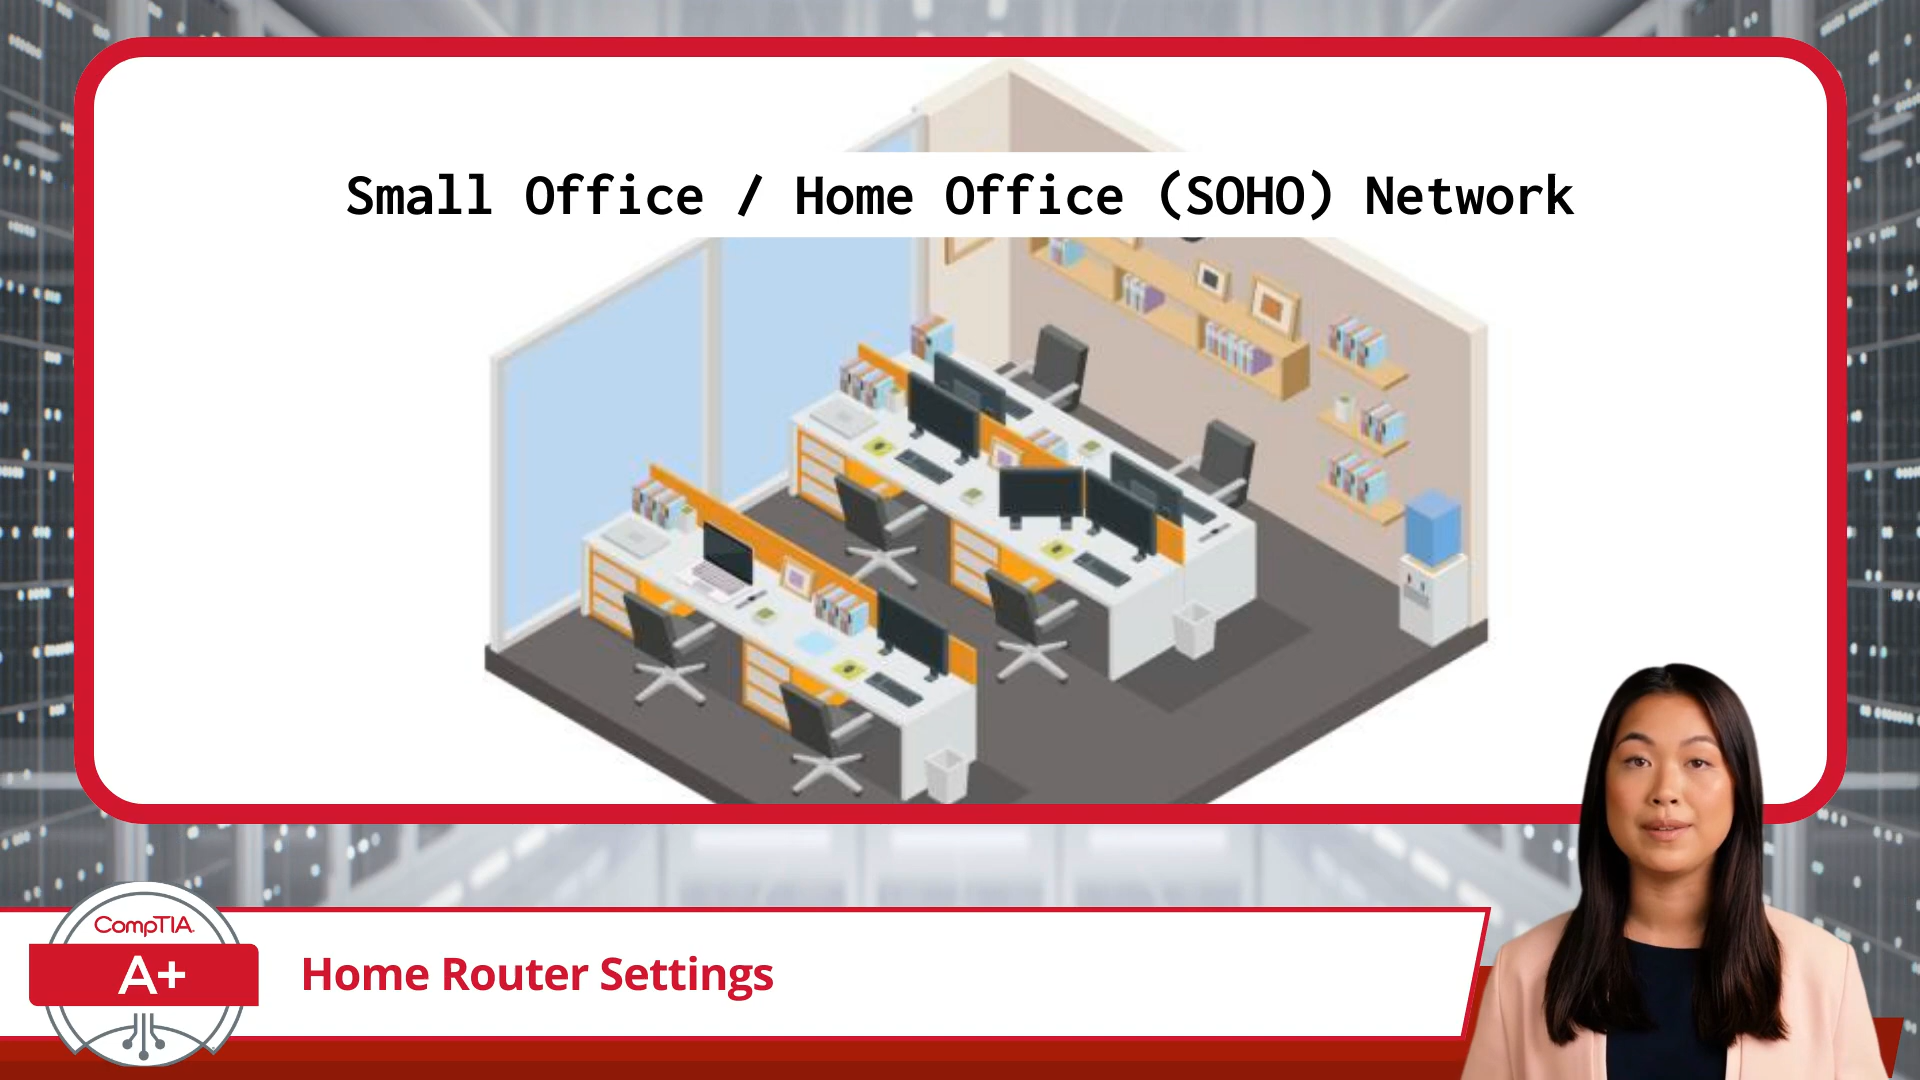 Small Office / Home Office (SOHO) Network
CompTIA.
A+
Home Router Settings